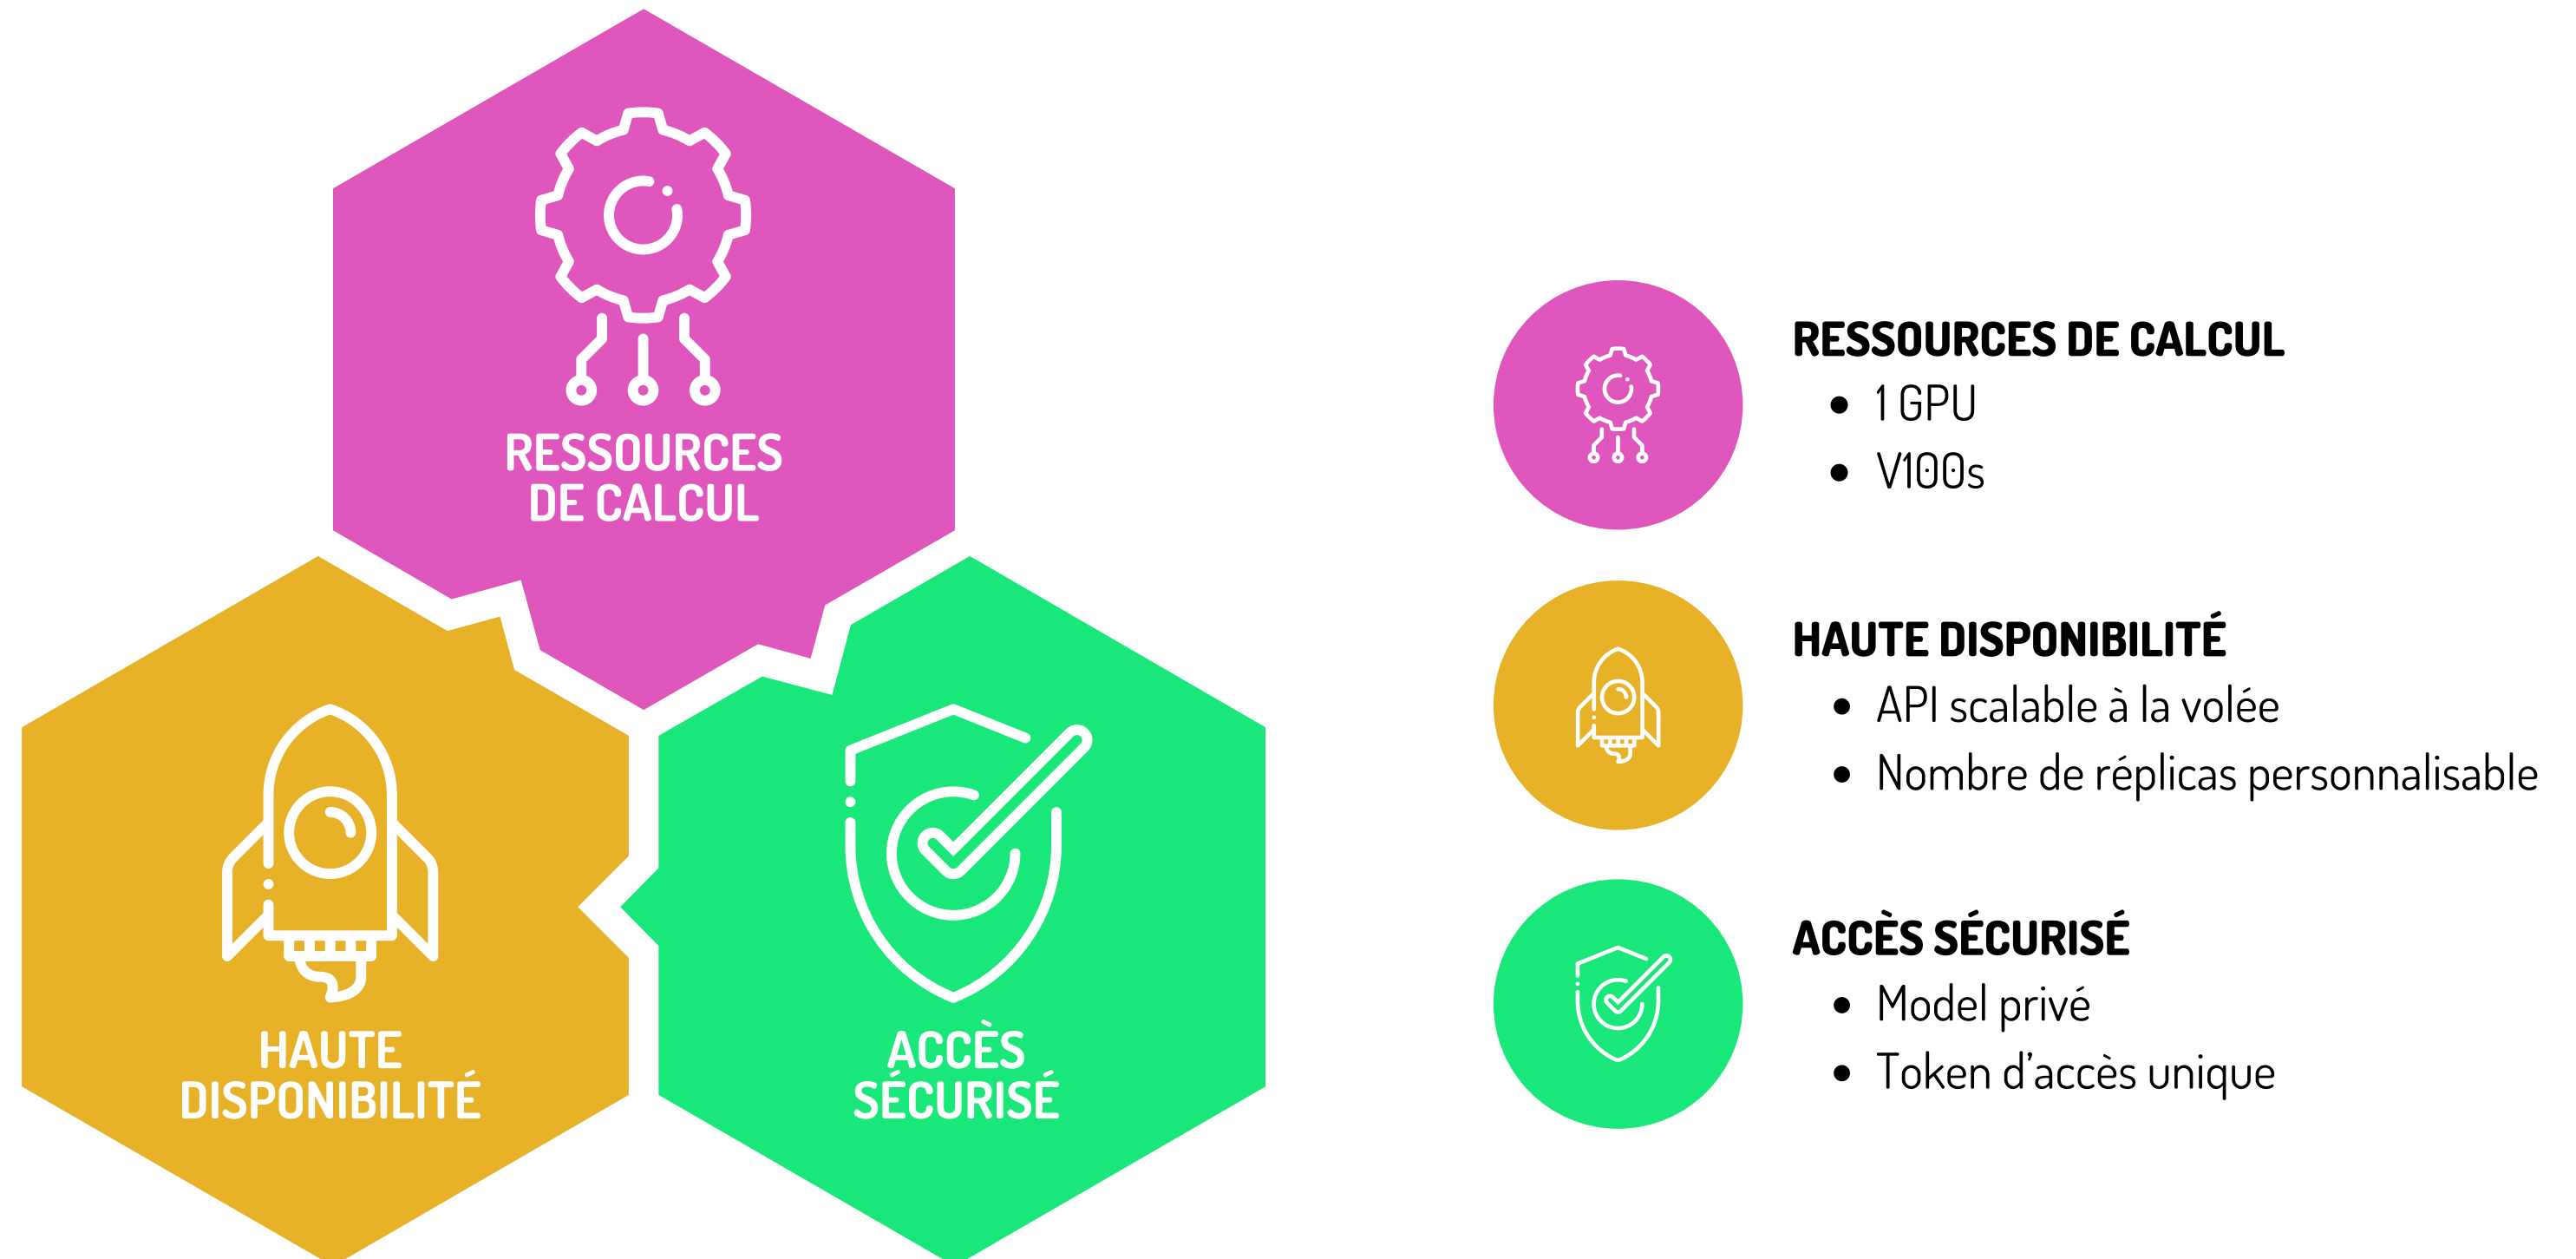 RESSOURCES
DE CALCUL
HAUTE
DISPONIBILITÉ
ACCÈS
SÉCURISÉ
RESSOURCES DE CALCUL
• 1 GPU
• V100s
HAUTE DISPONIBILITÉ
• API scalable à la volée
• Nombre de réplicas personnalisable
ACCÈS SÉCURISÉ
• Model privé
• Token d'accès unique